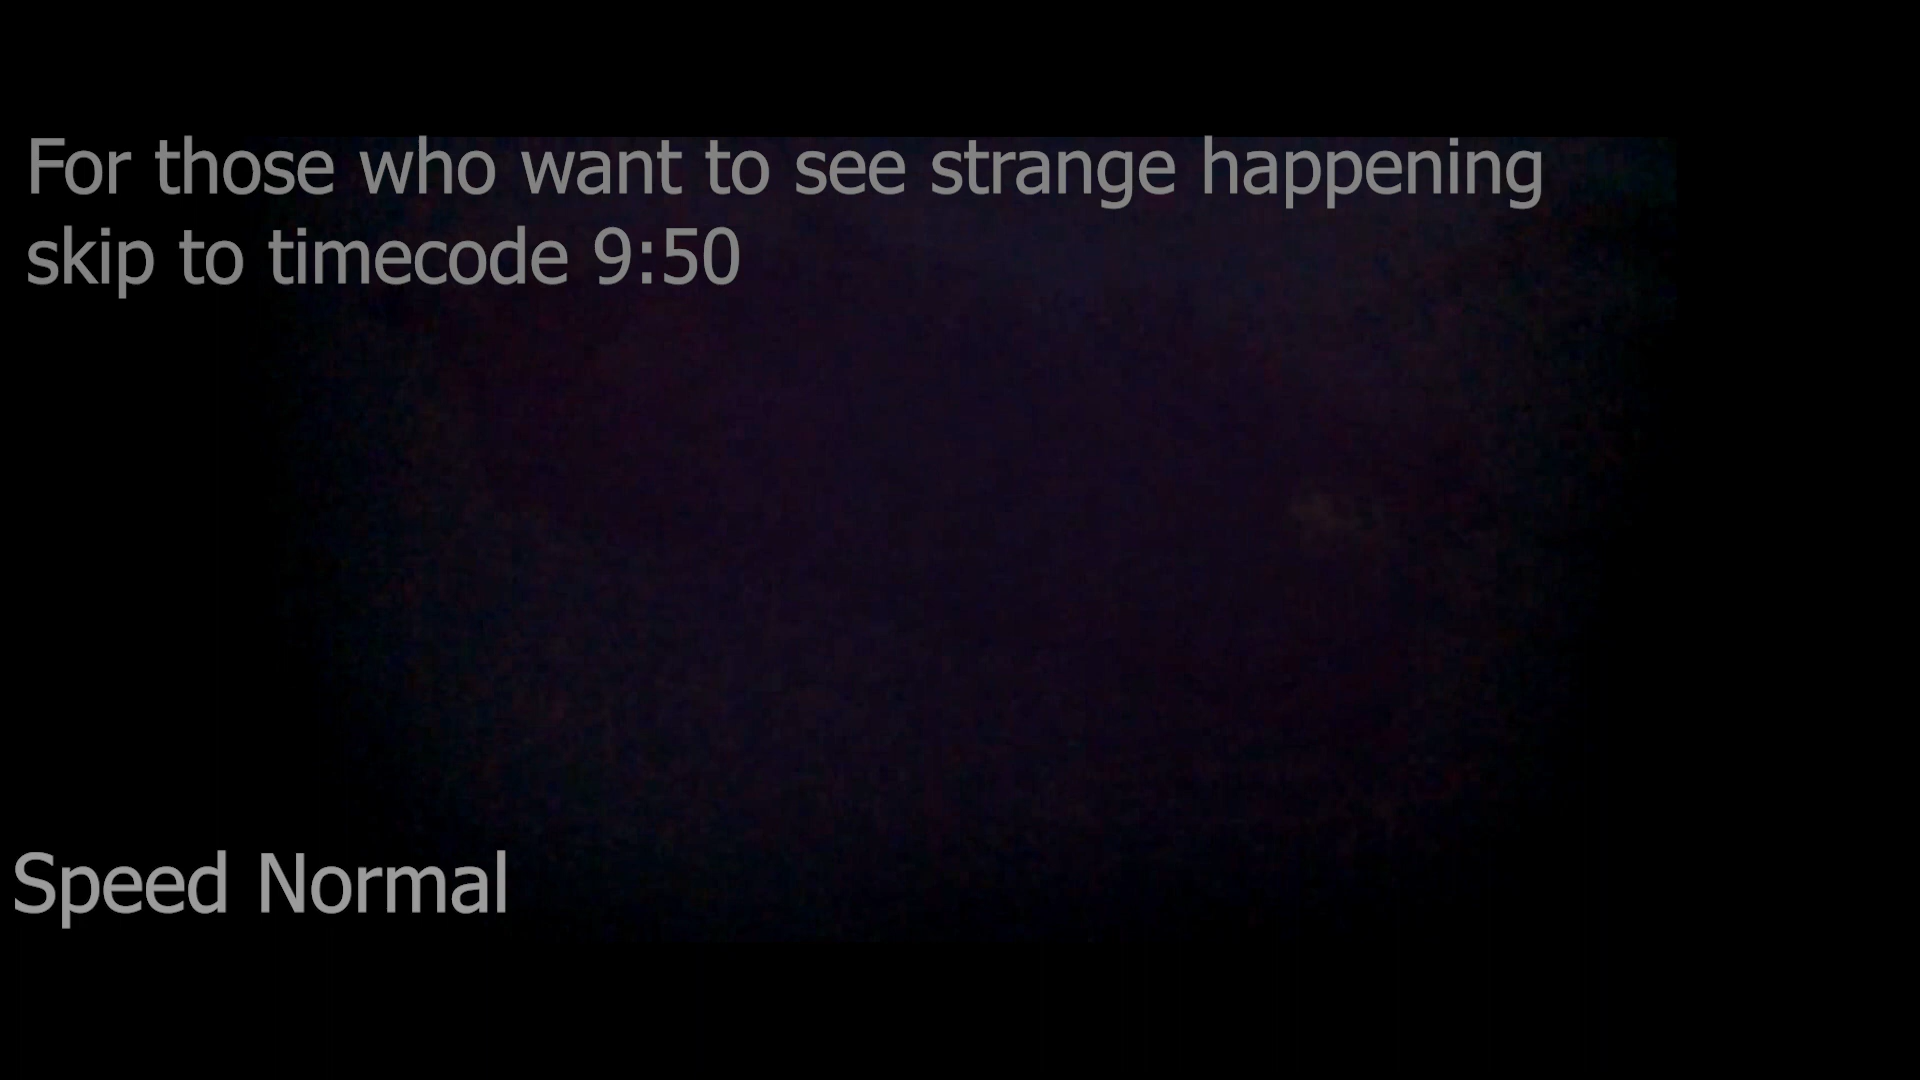 For those who want to see strange happening
skip to timecode 9:50
Speed Normal